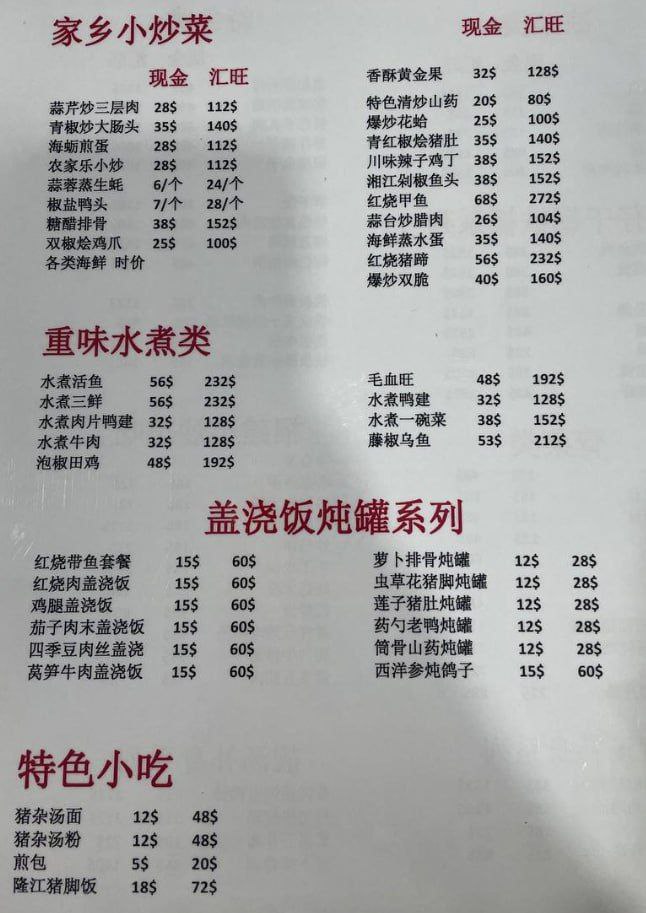 家乡小炒菜
现金 汇旺
蒜芹炒三层肉 28$ 112$
青椒炒大肠头 35$ 140$
海蛎煎蛋 28$ 112$
农家乐小炒 28$ 112$
蒜蓉蒸生蚝 6/个 24/个
椒盐鸭头 7/个 28/个
糖醋排骨 38$ 152$
双椒烩鸡爪 25$ 100$
各类海鲜 时价
现金 汇旺
香酥黄金果 32$ 128$
特色清炒山药 20$ 80$
爆炒花蛤 25$ 100$
青红椒烩猪肚 35$ 140$
川味辣子鸡丁 38$ 152$
湘江剁椒鱼头 38$ 152$
红烧甲鱼 68$ 272$
蒜台炒腊肉 26$ 104$
海鲜蒸水蛋 35$ 140$
红烧猪蹄 56$ 232$
爆炒双脆 40$ 160$
重味水煮类
水煮活鱼 56$ 232$
水煮三鲜 56$ 232$
水煮肉片鸭建 32$ 128$
水煮牛肉 32$ 128$
泡椒田鸡 48$ 192$
毛血旺 48$ 192$
水煮鸭建 32$ 128$
水煮一碗菜 38$ 152$
藤椒乌鱼 53$ 212$
盖浇饭炖罐系列
红烧带鱼套餐 15$ 60$
红烧肉盖浇饭 15$ 60$
鸡腿盖浇饭 15$ 60$
茄子肉末盖浇饭 15$ 60$
四季豆肉丝盖浇 15$ 60$
莴笋牛肉盖浇饭 15$ 60$
萝卜排骨炖罐 12$ 28$
虫草花猪脚炖罐 12$ 28$
莲子猪肚炖罐 12$ 28$
药勺老鸭炖罐 12$ 28$
筒骨山药炖罐 12$ 28$
西洋参炖鸽子 15$ 60$
特色小吃
猪杂汤面 12$ 48$
猪杂汤粉 12$ 48$
煎包 5$ 20$
隆江猪脚饭 18$ 72$